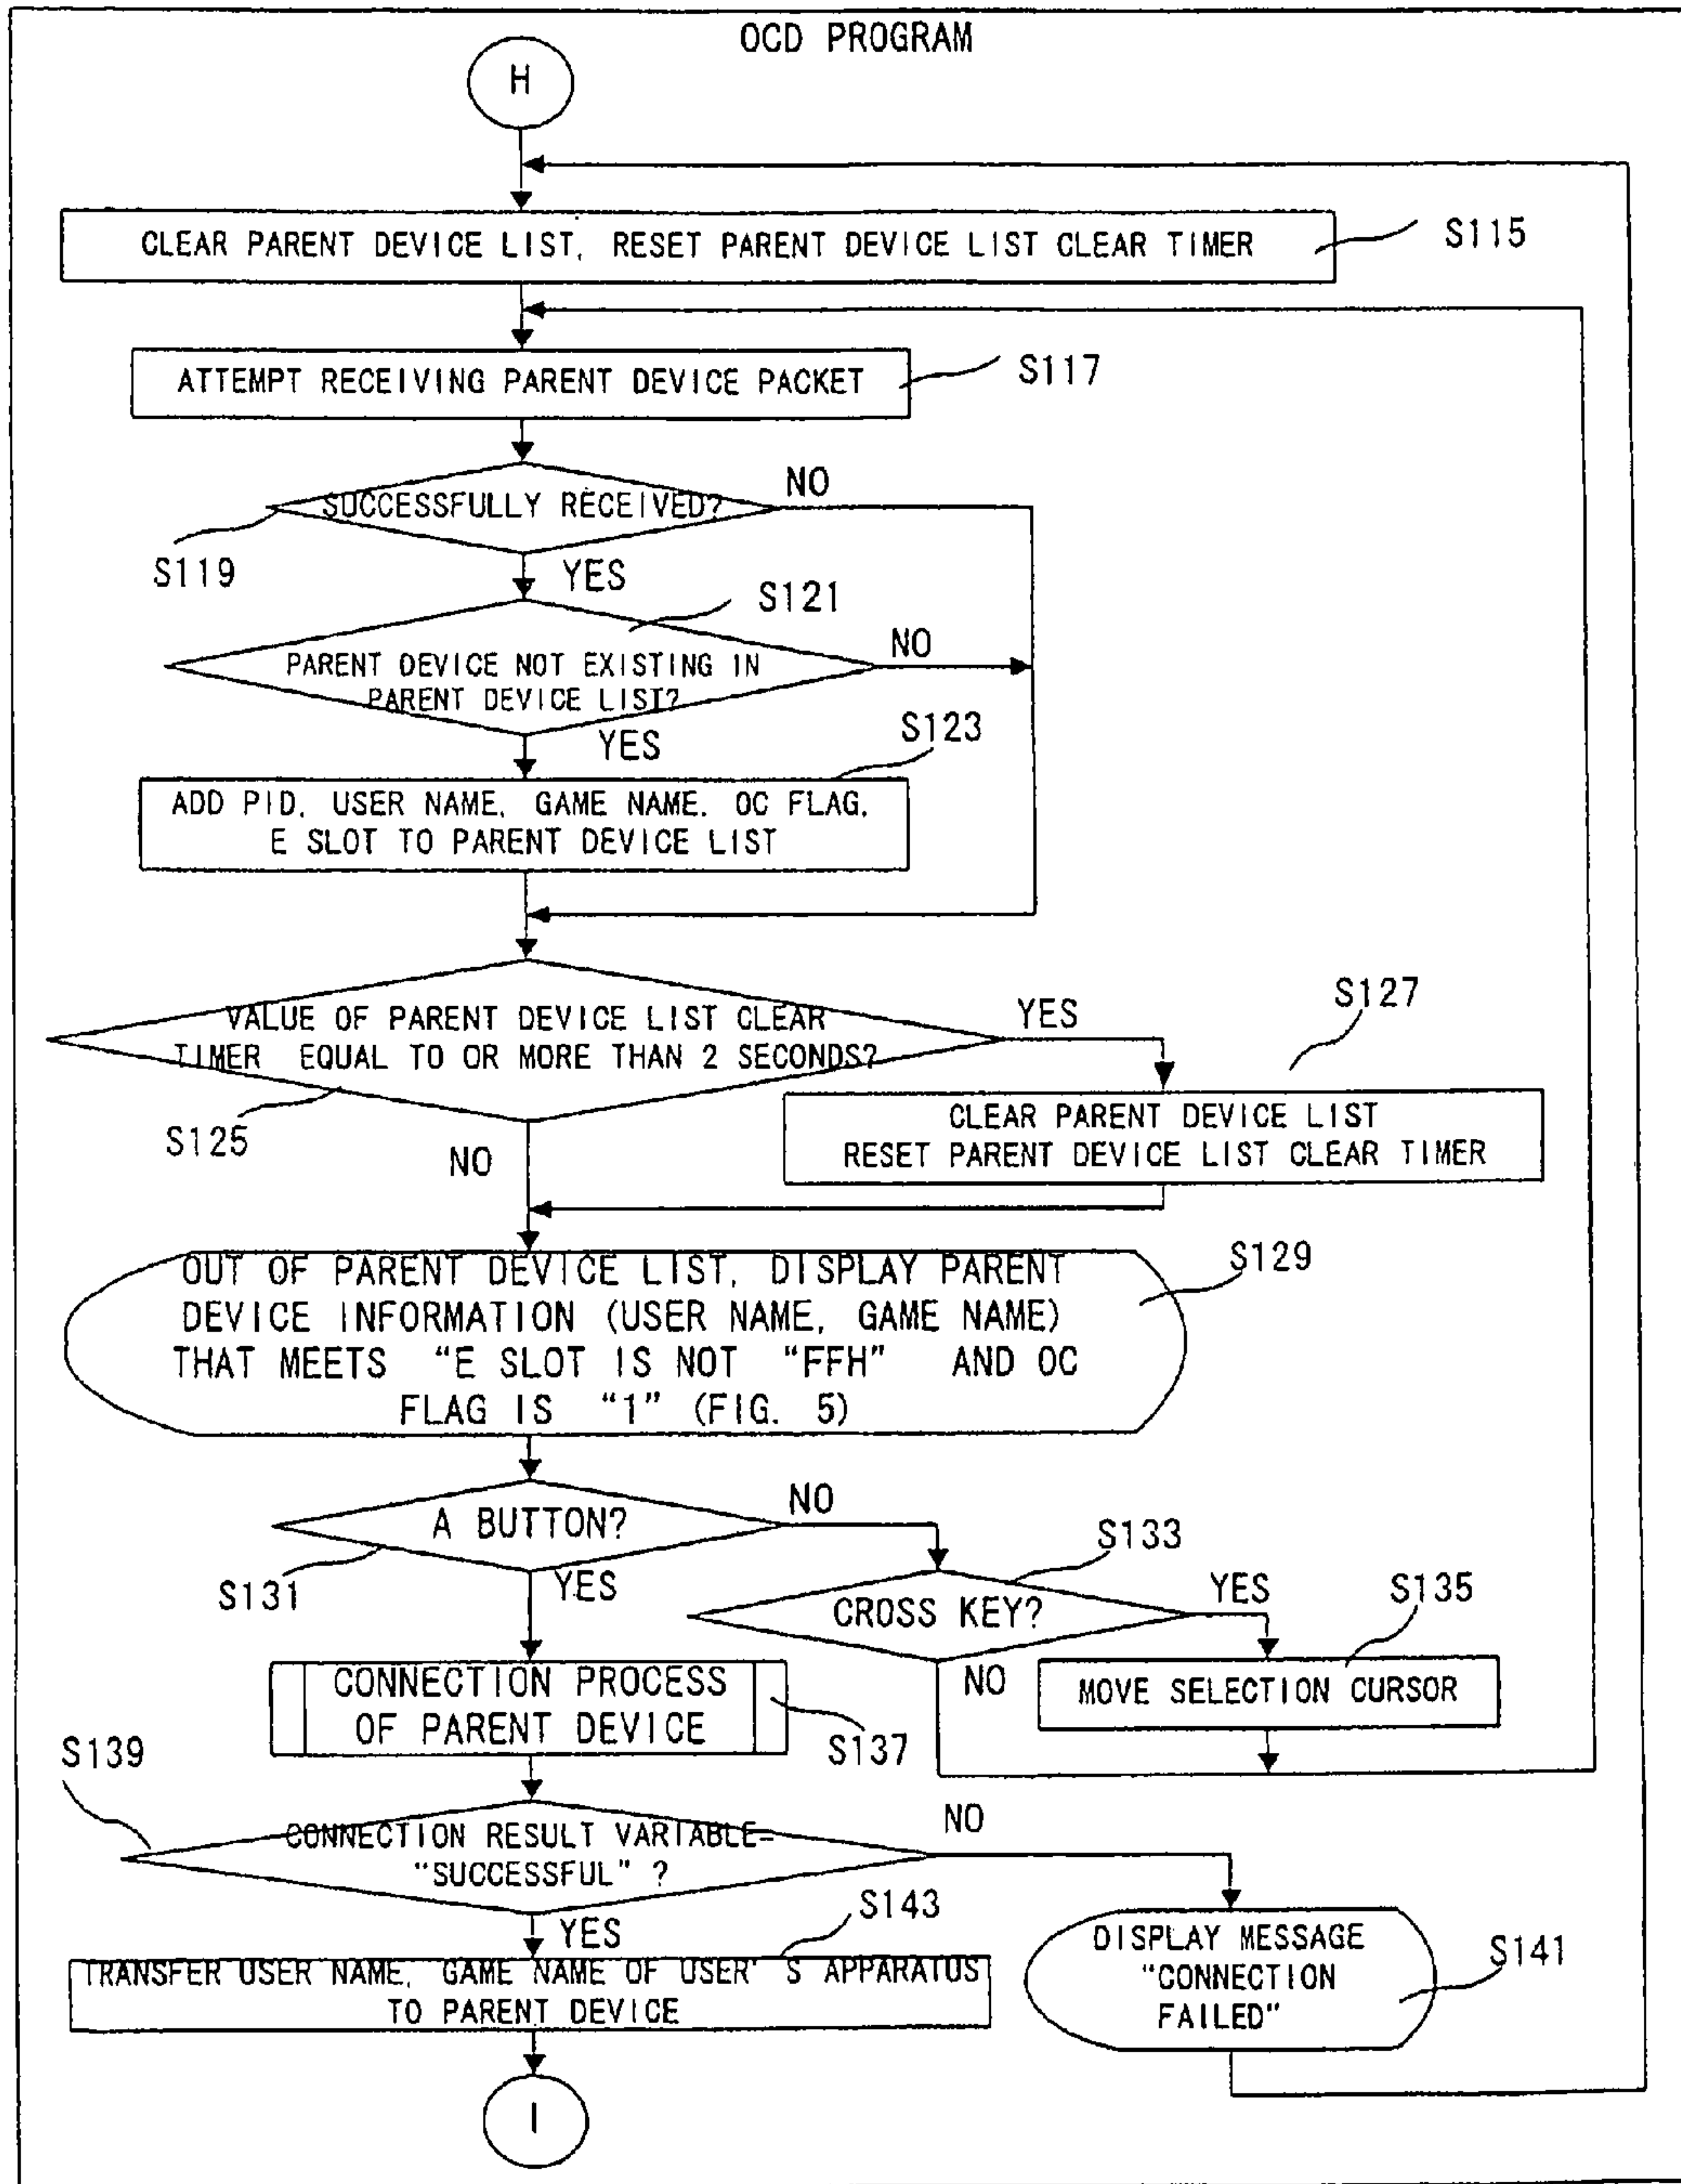 OCD PROGRAM
H
CLEAR PARENT DEVICE LIST, RESET PARENT DEVICE LIST CLEAR TIMER
S115
ATTEMPT RECEIVING PARENT DEVICE PACKET
S117
SUCCESSFULLY RECEIVED?
NO
S119
YES
S121
PARENT DEVICE NOT EXISTING IN
PARENT DEVICE LIST?
NO
YES
S123
ADD PID, USER NAME, GAME NAME, OC FLAG,
E SLOT TO PARENT DEVICE LIST
VALUE OF PARENT DEVICE LIST CLEAR
TIMER EQUAL TO OR MORE THAN 2 SECONDS?
YES
S127
S125
NO
CLEAR PARENT DEVICE LIST
RESET PARENT DEVICE LIST CLEAR TIMER
OUT OF PARENT DEVICE LIST, DISPLAY PARENT
DEVICE INFORMATION (USER NAME, GAME NAME)
THAT MEETS "E SLOT IS NOT "FFH" AND OC
FLAG IS "1" (FIG. 5)
S129
A BUTTON?
NO
S131
YES
S133
CROSS KEY?
YES
S135
NO
MOVE SELECTION CURSOR
CONNECTION PROCESS
OF PARENT DEVICE
S137
S139
CONNECTION RESULT VARIABLE=
"SUCCESSFUL" ?
NO
YES
S143
TRANSFER USER NAME, GAME NAME OF USER' S APPARATUS
TO PARENT DEVICE
DISPLAY MESSAGE
"CONNECTION
FAILED"
S141
I